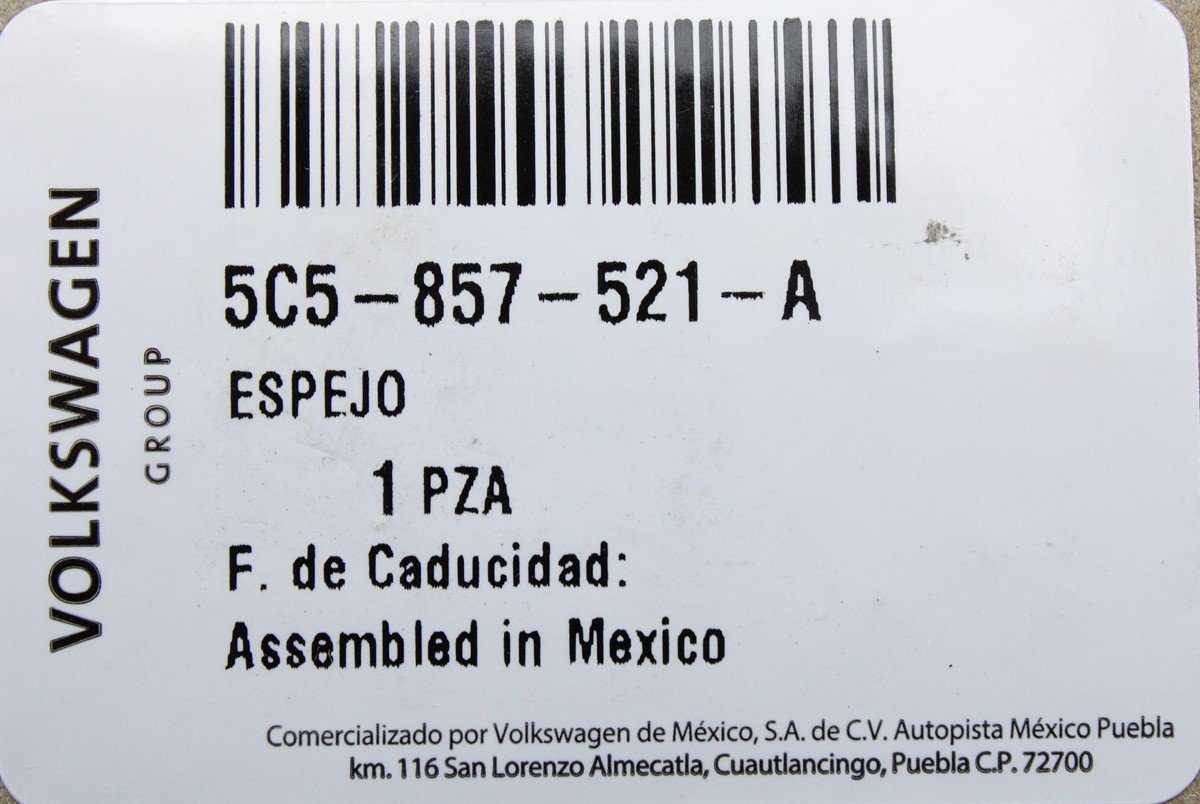 VOLKSWAGEN
GROUP
5C5-857-521-A
ESPEJO
1 PZA
F. de Caducidad:
Assembled in Mexico
Comercializado por Volkswagen de México, S.A. de C.V. Autopista México Puebla
km. 116 San Lorenzo Almecatla, Cuautlancingo, Puebla C.P. 72700